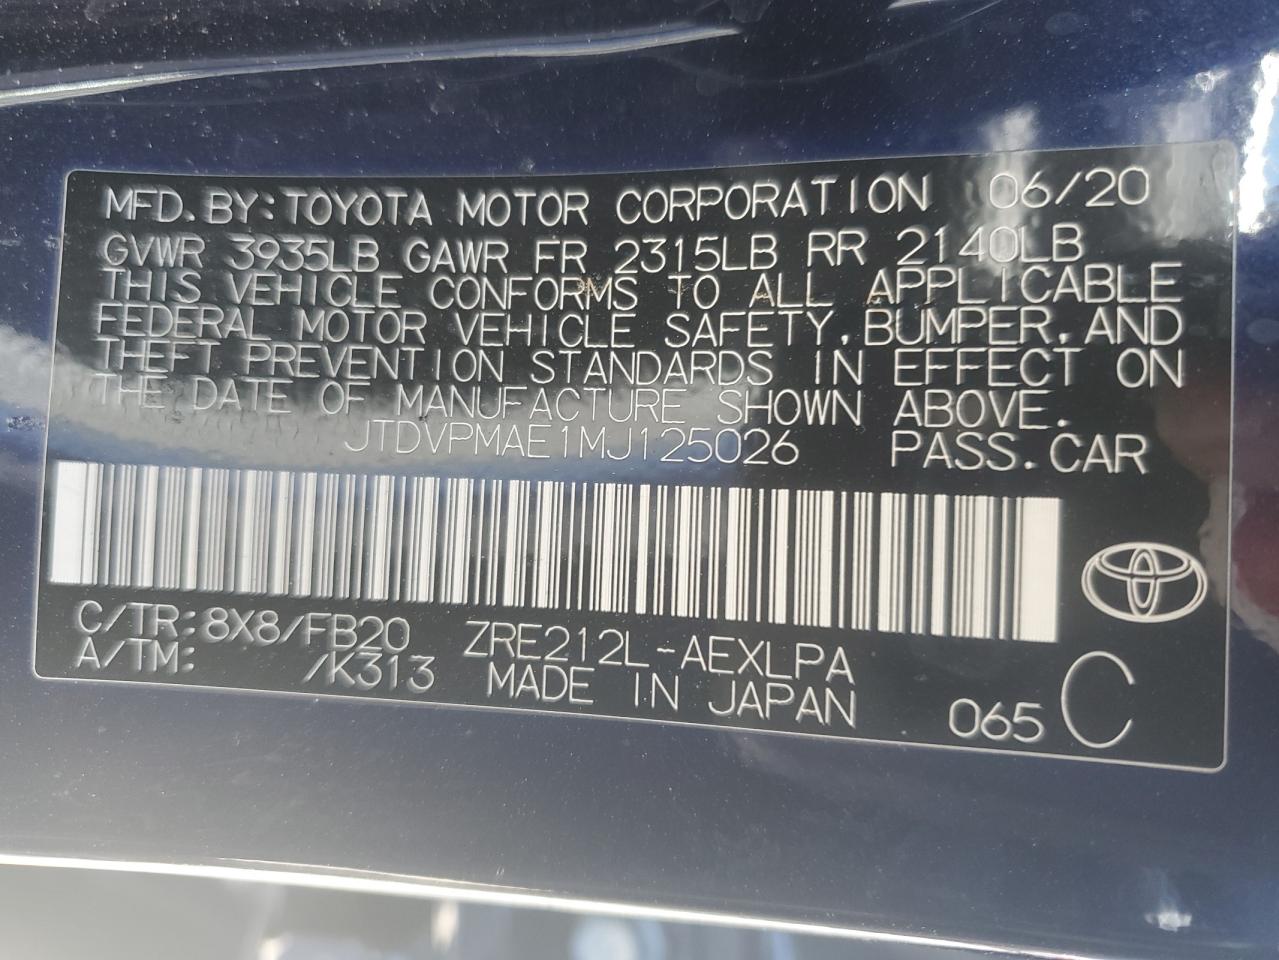 MFD. BY: TOYOTA MOTOR CORPORATION 06/20
GVWR 3935LB GAWR FR 2315LB RR 2140LB
THIS VEHICLE CONFORMS TO ALL APPLICABLE
FEDERAL MOTOR VEHICLE SAFETY, BUMPER, AND
THEFT PREVENTION STANDARDS IN EFFECT ON
THE DATE OF MANUFACTURE SHOWN ABOVE.
JTDVPMAE1MJ125026 PASS. CAR
C/TR: 8X8/FB20 ZRE212L-AEXLPA
A/TM: /K313 MADE IN JAPAN 065 C